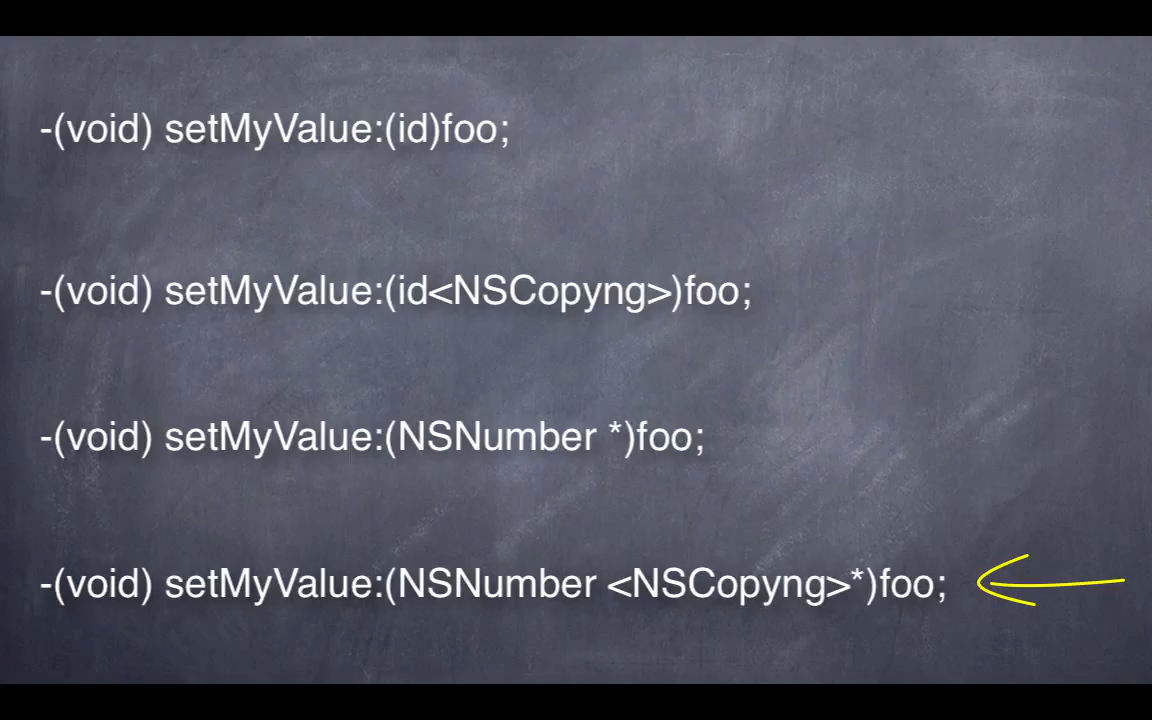 -(void) setMyValue:(id)foo;
-(void) setMyValue:(id<NSCopyng>)foo;
-(void) setMyValue:(NSNumber *)foo;
-(void) setMyValue:(NSNumber <NSCopyng>*)foo;